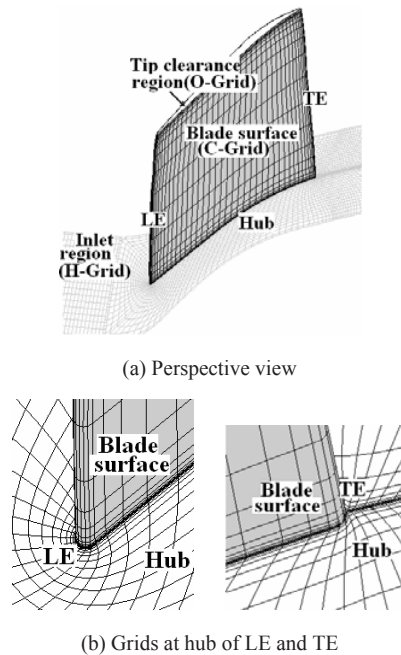 Tip clearance
region(O-Grid)
TE
Blade surface
(C-Grid)
LE
Hub
Inlet
region
(H-Grid)
(a) Perspective view
Blade
surface
LE
Hub
Blade
surface
TE
Hub
(b) Grids at hub of LE and TE